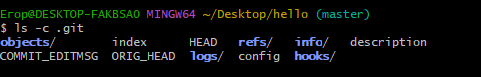 Erop@DESKTOP-FAKBSAO MINGW64 ~/Desktop/hello (master)
$ ls -c .git
objects/ index HEAD refs/ info/ description
COMMIT_EDITMSG ORIG_HEAD logs/ config hooks/